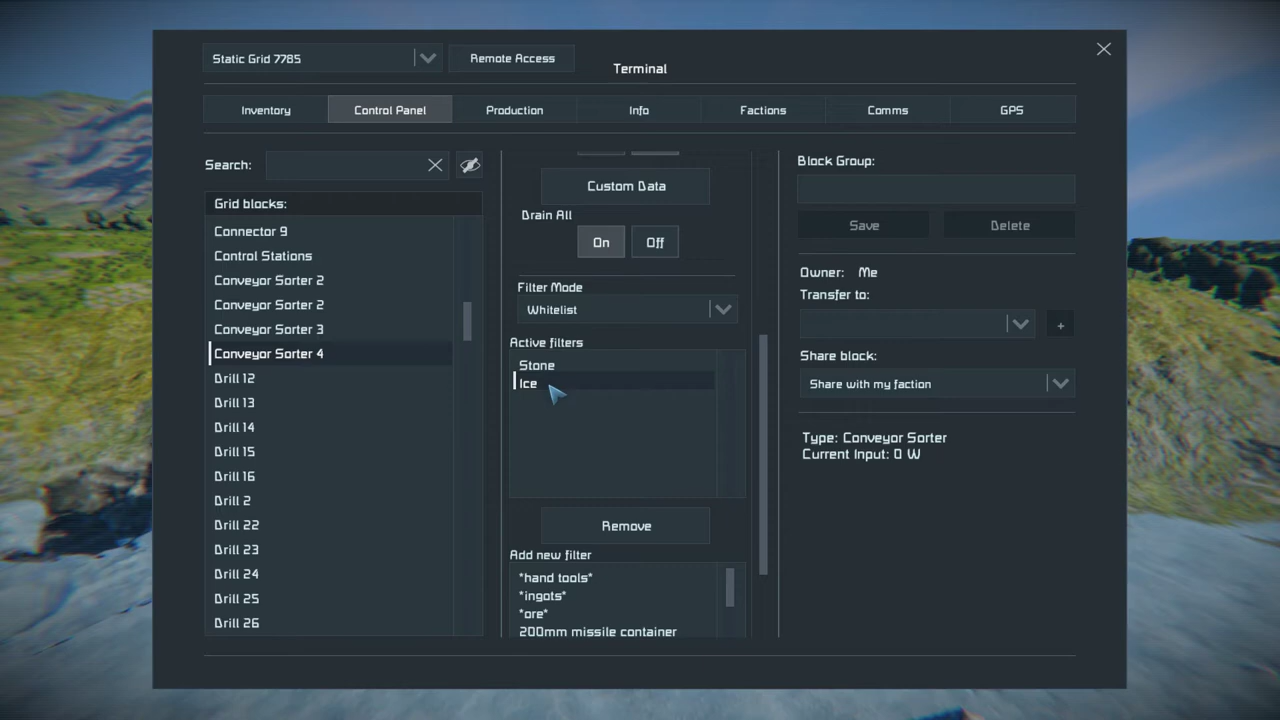 Static Grid 7785
Remote Access
Terminal
Inventory
Control Panel
Production
Info
Factions
Comms
GPS
Search:
Grid blocks:
Connector 9
Control Stations
Conveyor Sorter 2
Conveyor Sorter 2
Conveyor Sorter 3
Conveyor Sorter 4
Drill 12
Drill 13
Drill 14
Drill 15
Drill 16
Drill 2
Drill 22
Drill 23
Drill 24
Drill 25
Drill 26
Custom Data
Drain All
On
Off
Filter Mode
Whitelist
Active filters
Stone
Ice
Remove
Add new filter
*hand tools*
*ingots*
*ore*
200mm missile container
Block Group:
Save
Delete
Owner: Me
Transfer to:
+
Share block:
Share with my faction
Type: Conveyor Sorter
Current Input: 0 W